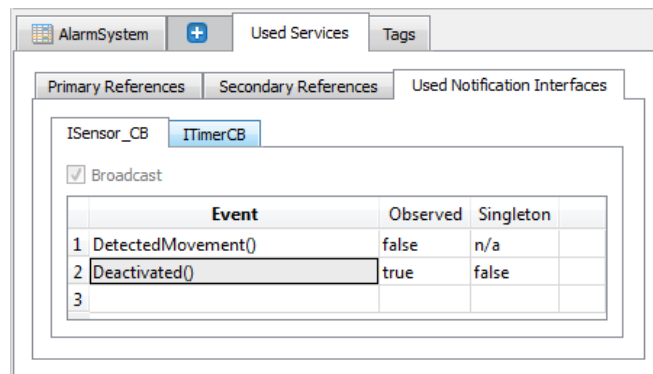 AlarmSystem Used Services Tags
Primary References Secondary References Used Notification Interfaces
ISensor_CB ITimerCB
Broadcast
Event Observed Singleton
1 DetectedMovement() false n/a
2 Deactivated() true false
3